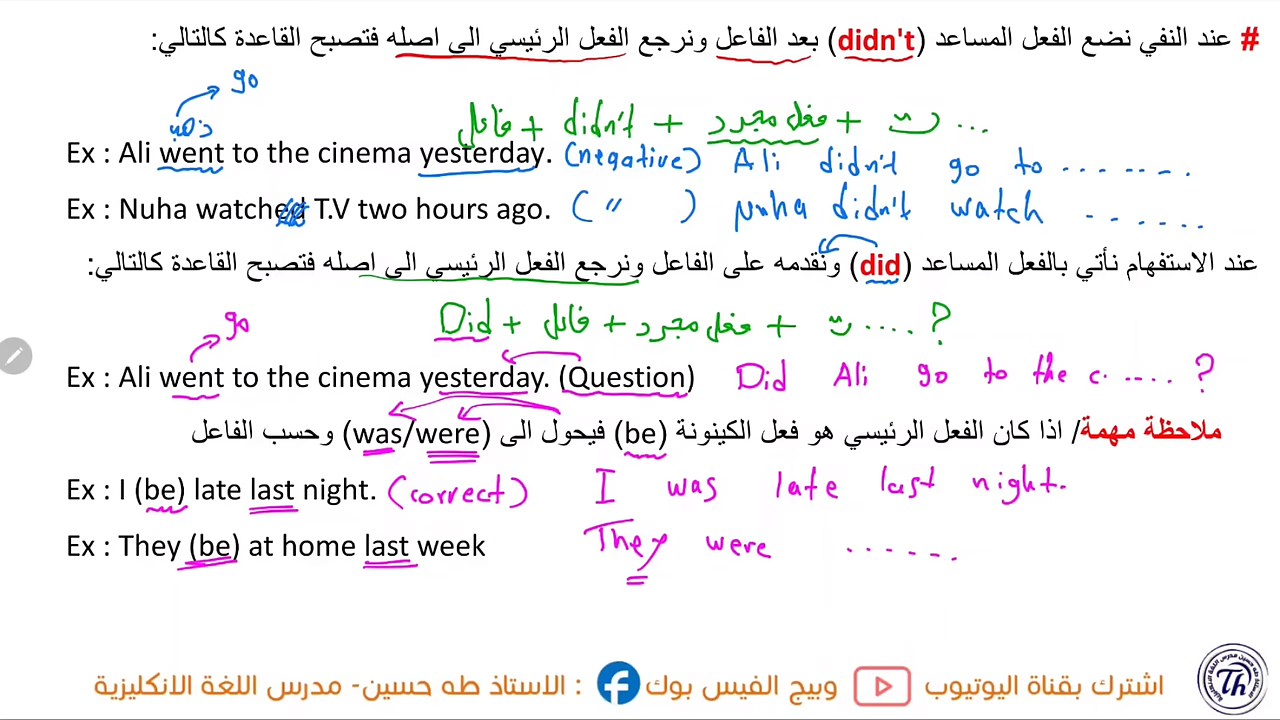 # عند النفي نضع الفعل المساعد (didn't) بعد الفاعل ونرجع الفعل الرئيسي الى اصله فتصبح القاعدة كالتالي:
go
ذهب
فاعل + didn't + فعل مجرد + ...
Ex : Ali went to the cinema yesterday. (negative) Ali didn't go to ........
Ex : Nuha watched T.V two hours ago. ( " ) Nuha didn't watch ......
عند الاستفهام نأتي بالفعل المساعد (did) ونقدمه على الفاعل ونرجع الفعل الرئيسي الى اصله فتصبح القاعدة كالتالي:
go
Did + فاعل + فعل مجرد + .... ?
Ex : Ali went to the cinema yesterday. (Question) Did Ali go to the c. ..... ?
ملاحظة مهمة/ اذا كان الفعل الرئيسي هو فعل الكينونة (be) فيحول الى (was/were) وحسب الفاعل
Ex : I (be) late last night. (correct) I was late last night.
Ex : They (be) at home last week They were ......
اشترك بقناة اليوتيوب وبيج الفيس بوك : الاستاذ طه حسين- مدرس اللغة الانكليزية
Th